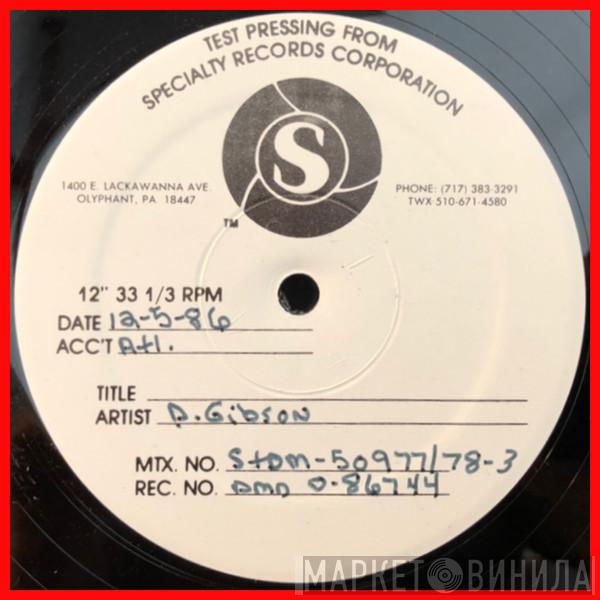 TEST PRESSING FROM
SPECIALTY RECORDS CORPORATION
S
1400 E. LACKAWANNA AVE.
OLYPHANT, PA 18447
PHONE: (717) 383-3291
TWX 510-671-4580
TM
12" 33 1/3 RPM
DATE 12-5-86
ACC'T Atl.
TITLE
ARTIST D. Gibson
MTX. NO. StDM-50977/78-3
REC. NO. DMD 0-86744
МАРКЕТ ВИНИЛА